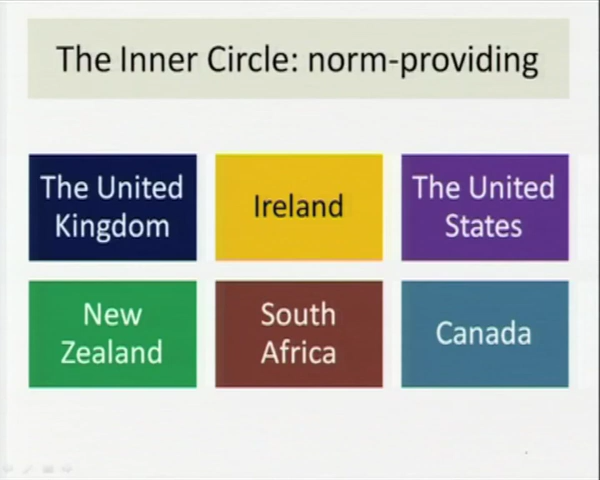 The Inner Circle: norm-providing
The United
Kingdom
Ireland
The United
States
New
Zealand
South
Africa
Canada